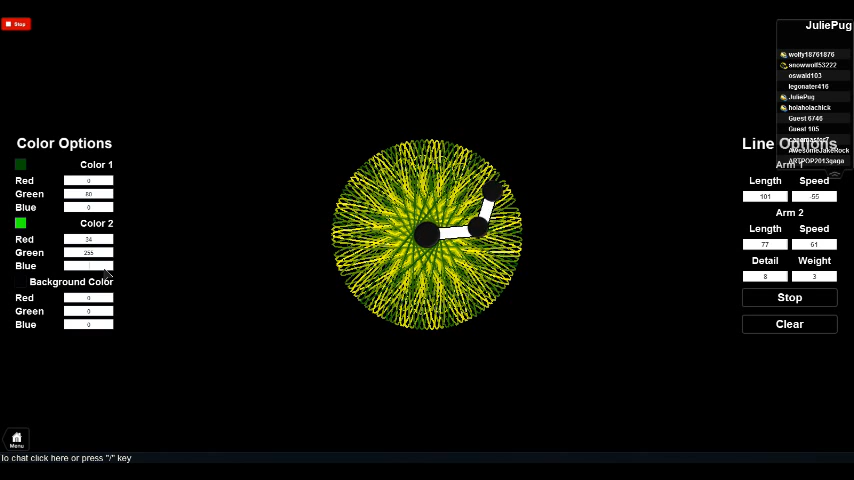 Stop
JuliePug
wolfy18761876
snowwolf53222
oswald103
legonater416
JuliePug
holaholachick
Guest 6746
Guest 105
AwesomeJakeRock
ARTPOP2013gaga
Color Options
Color 1
Red 0
Green 80
Blue 0
Color 2
Red 34
Green 255
Blue
Background Color
Red 0
Green 0
Blue 0
Line Options
Arm 1
Length Speed
101 -55
Arm 2
Length Speed
77 61
Detail Weight
8 3
Stop
Clear
Menu
To chat click here or press "/" key